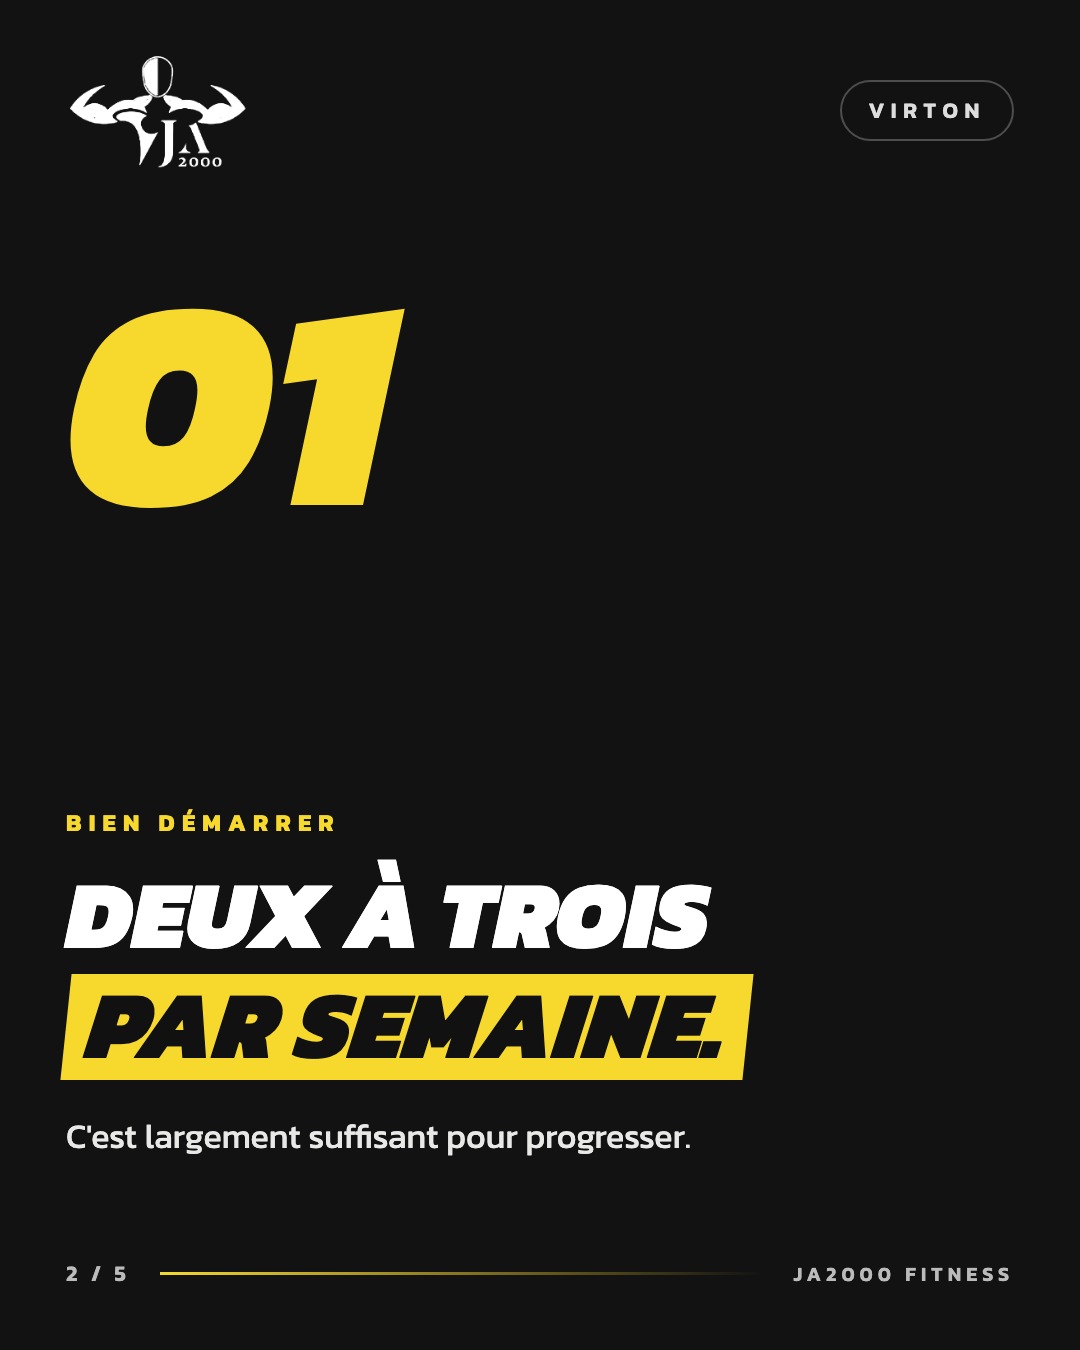 JA
2000
VIRTON
01
BIEN DÉMARRER
DEUX À TROIS
PAR SEMAINE.
C'est largement suffisant pour progresser.
2 / 5
JA2000 FITNESS